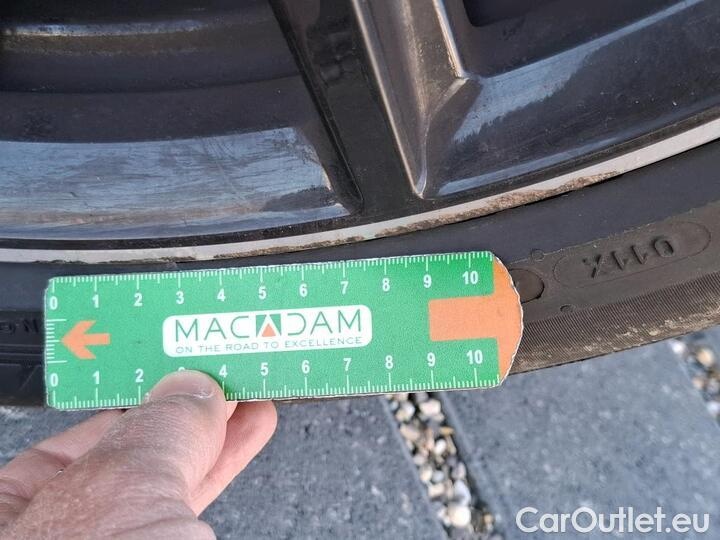 0 1 2 3 4 5 6 7 8 9 10
MACADAM
ON THE ROAD TO EXCELLENCE
0 1 2 3 4 5 6 7 8 9 10
011X
CarOutlet.eu